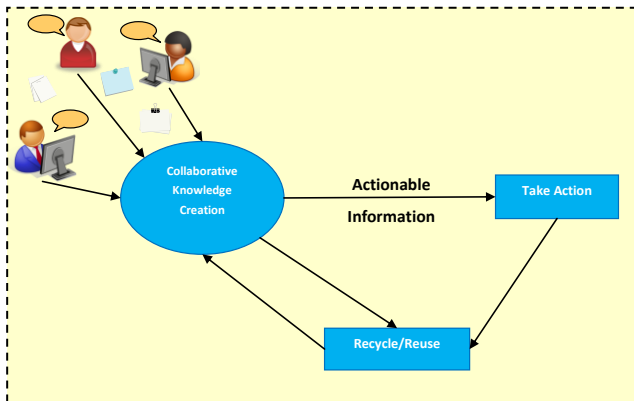 Collaborative
Knowledge
Creation
Actionable
Information
Take Action
Recycle/Reuse